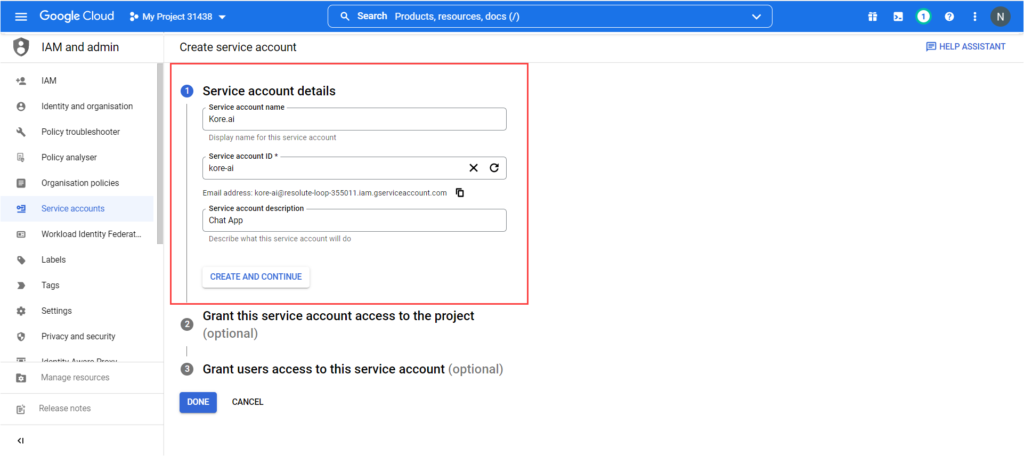 Google Cloud
My Project 31438
Search Products, resources, docs (/)
1
?
N
IAM and admin
Create service account
HELP ASSISTANT
IAM
Identity and organisation
Policy troubleshooter
Policy analyser
Organisation policies
Service accounts
Workload Identity Federat...
Labels
Tags
Settings
Privacy and security
Identity-Aware Proxy
Manage resources
Release notes
1 Service account details
Service account name
Kore.ai
Display name for this service account
Service account ID *
kore-ai
Email address: kore-ai@resolute-loop-355011.iam.gserviceaccount.com
Service account description
Chat App
Describe what this service account will do
CREATE AND CONTINUE
2 Grant this service account access to the project
(optional)
3 Grant users access to this service account (optional)
DONE
CANCEL